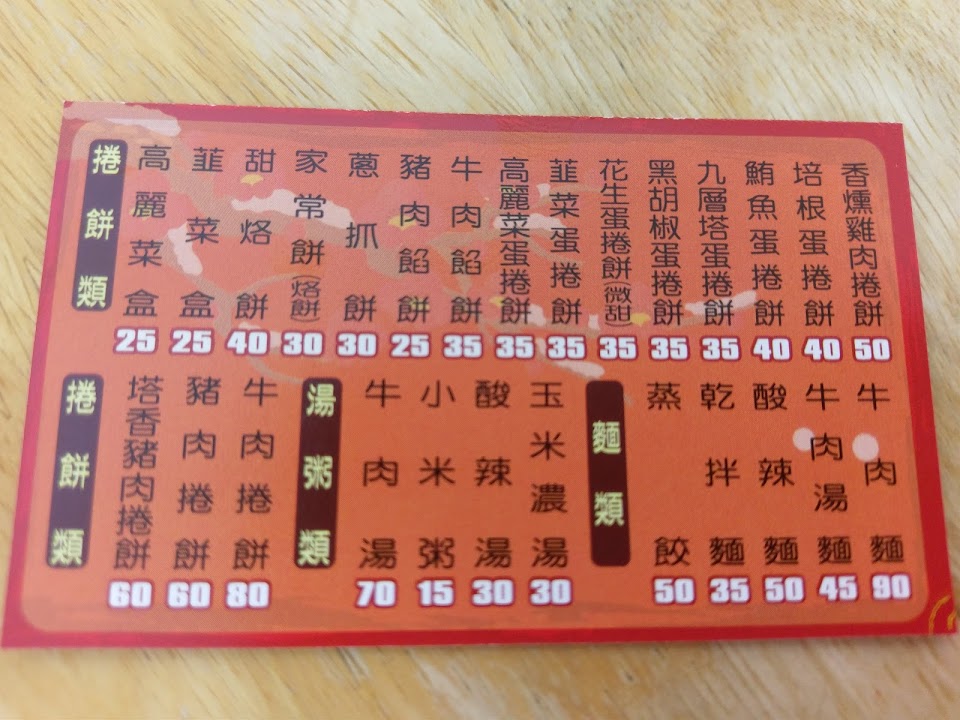 捲餅類
高麗菜盒 25
韮菜盒 25
甜烙餅 40
家常餅(烙餅) 30
蔥抓餅 30
豬肉餡餅 25
牛肉餡餅 35
高麗菜蛋捲餅 35
韮菜蛋捲餅 35
花生蛋捲餅(微甜) 35
黑胡椒蛋捲餅 35
九層塔蛋捲餅 35
鮪魚蛋捲餅 40
培根蛋捲餅 40
香燻雞肉捲餅 50
捲餅類
塔香豬肉捲餅 60
豬肉捲餅 60
牛肉捲餅 80
湯粥類
牛肉湯 70
小米粥 15
酸辣湯 30
玉米濃湯 30
麵類
蒸餃 50
乾拌麵 35
酸辣麵 50
牛肉湯麵 45
牛肉麵 90